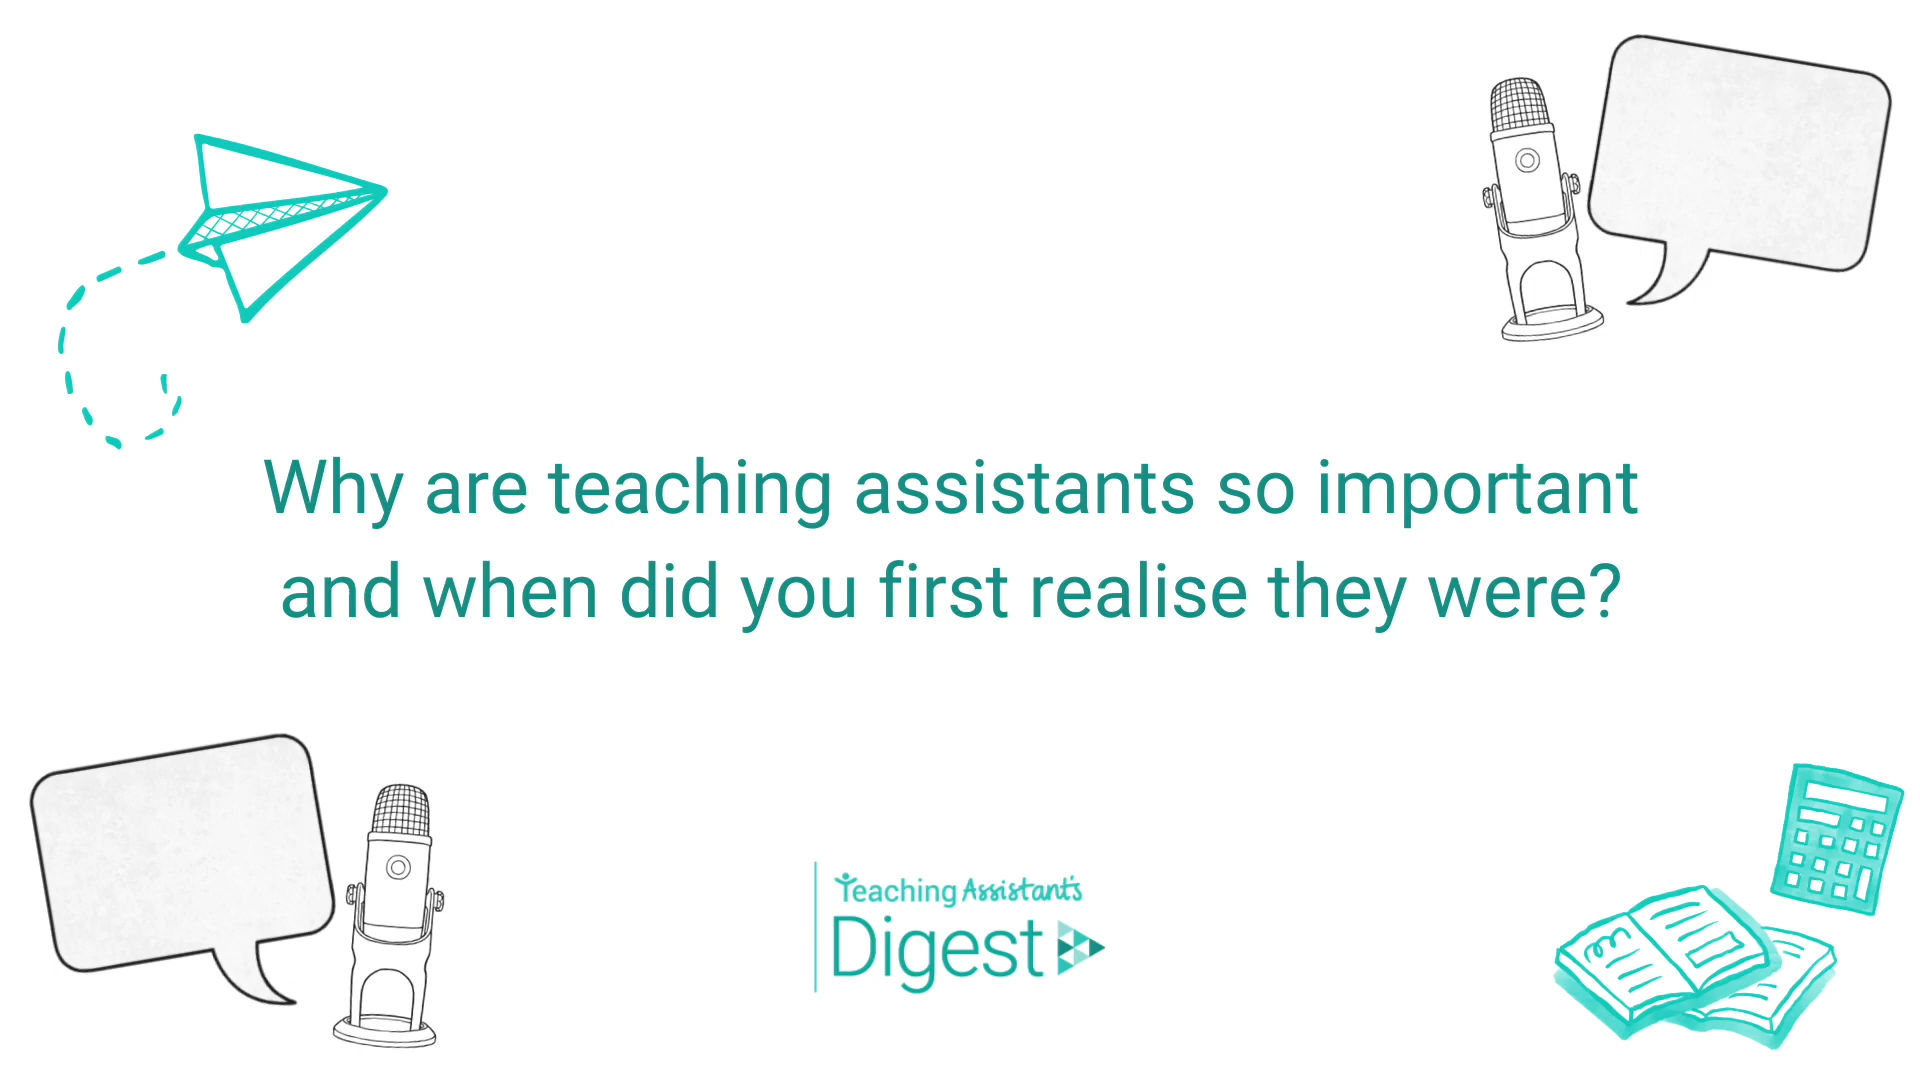 Why are teaching assistants so important
and when did you first realise they were?
Teaching Assistant's
Digest